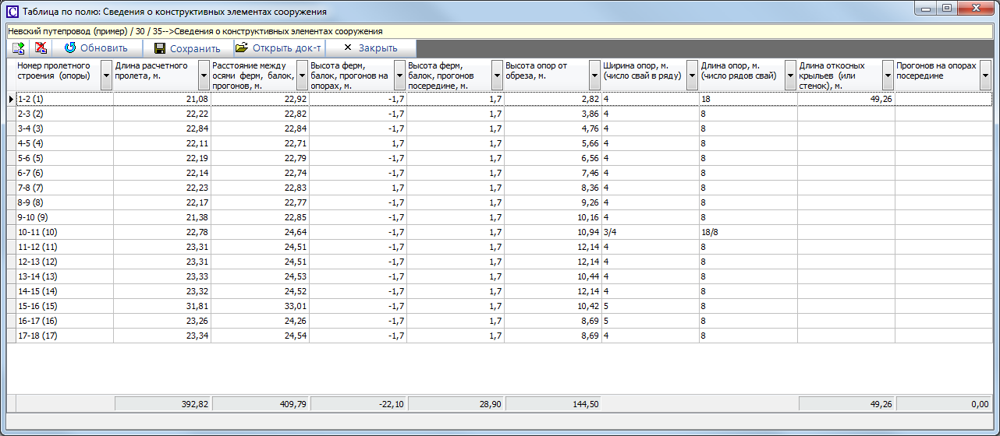 C Таблица по полю: Сведения о конструктивных элементах сооружения
Невский путепровод (пример) / 30 / 35-->Сведения о конструктивных элементах сооружения
Обновить Сохранить Открыть док-т Закрыть
Номер пролетного строения (опоры) Длина расчетного пролета, м. Расстояние между осями ферм, балок, прогонов, м. Высота ферм, балок, прогонов на опорах, м. Высота ферм, балок, прогонов посередине, м. Высота опор от обреза, м. Ширина опор, м. (число свай в ряду) Длина опор, м. (число рядов свай) Длина откосных крыльев (или стенок), м. Прогонов на опорах посередине
1-2 (1) 21,08 22,92 -1,7 1,7 2,82 4 18 49,26
2-3 (2) 22,22 22,82 -1,7 1,7 3,86 4 8
3-4 (3) 22,84 22,84 -1,7 1,7 4,76 4 8
4-5 (4) 22,11 22,71 1,7 1,7 5,66 4 8
5-6 (5) 22,19 22,79 -1,7 1,7 6,56 4 8
6-7 (6) 22,14 22,74 -1,7 1,7 7,46 4 8
7-8 (7) 22,23 22,83 1,7 1,7 8,36 4 8
8-9 (8) 22,17 22,77 -1,7 1,7 9,26 4 8
9-10 (9) 21,38 22,85 -1,7 1,7 10,16 4 8
10-11 (10) 22,78 24,64 -1,7 1,7 10,94 3/4 18/8
11-12 (11) 23,31 24,51 -1,7 1,7 12,14 4 8
12-13 (12) 23,31 24,51 -1,7 1,7 12,14 4 8
13-14 (13) 23,33 24,53 -1,7 1,7 10,44 4 8
14-15 (14) 23,32 24,52 -1,7 1,7 12,14 4 8
15-16 (15) 31,81 33,01 -1,7 1,7 10,42 5 8
16-17 (16) 23,26 24,26 -1,7 1,7 8,69 5 8
17-18 (17) 23,34 24,54 -1,7 1,7 8,69 4 8
392,82 409,79 -22,10 28,90 144,50 49,26 0,00